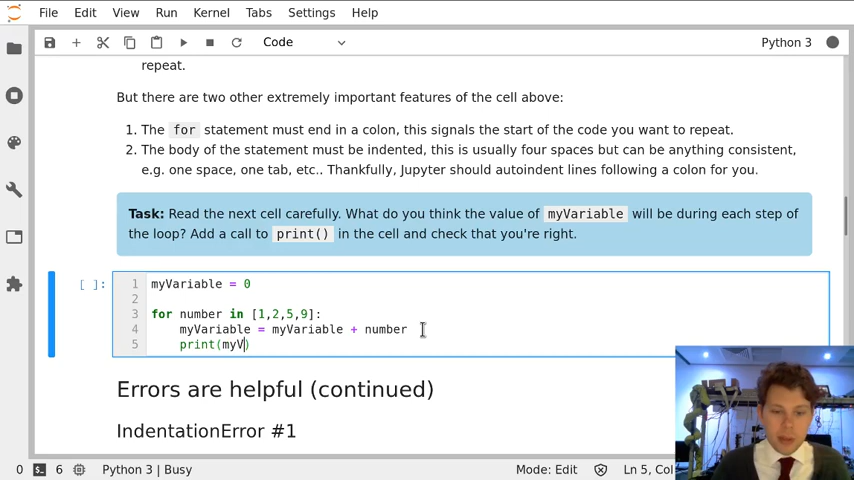 File Edit View Run Kernel Tabs Settings Help
Code Python 3
repeat.
But there are two other extremely important features of the cell above:
1. The for statement must end in a colon, this signals the start of the code you want to repeat.
2. The body of the statement must be indented, this is usually four spaces but can be anything consistent,
e.g. one space, one tab, etc.. Thankfully, Jupyter should autoindent lines following a colon for you.
Task: Read the next cell carefully. What do you think the value of myVariable will be during each step of
the loop? Add a call to print() in the cell and check that you're right.
[ ]: 1 myVariable = 0
2
3 for number in [1,2,5,9]:
4 myVariable = myVariable + number
5 print(myV)
Errors are helpful (continued)
IndentationError #1
0 6 Python 3 | Busy Mode: Edit Ln 5, Col